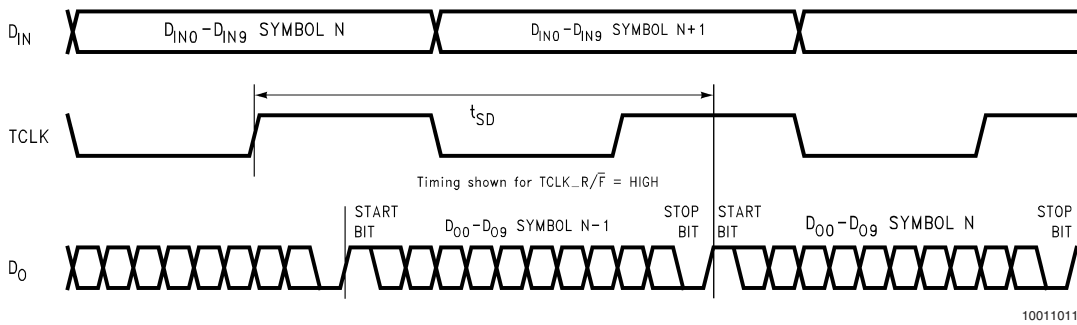 D_IN
D_IN0–D_IN9 SYMBOL N
D_IN0–D_IN9 SYMBOL N+1
TCLK
t_SD
Timing shown for TCLK_R/F̅ = HIGH
D_O
START BIT
D_O0–D_O9 SYMBOL N-1
STOP BIT
START BIT
D_O0–D_O9 SYMBOL N
STOP BIT
10011011